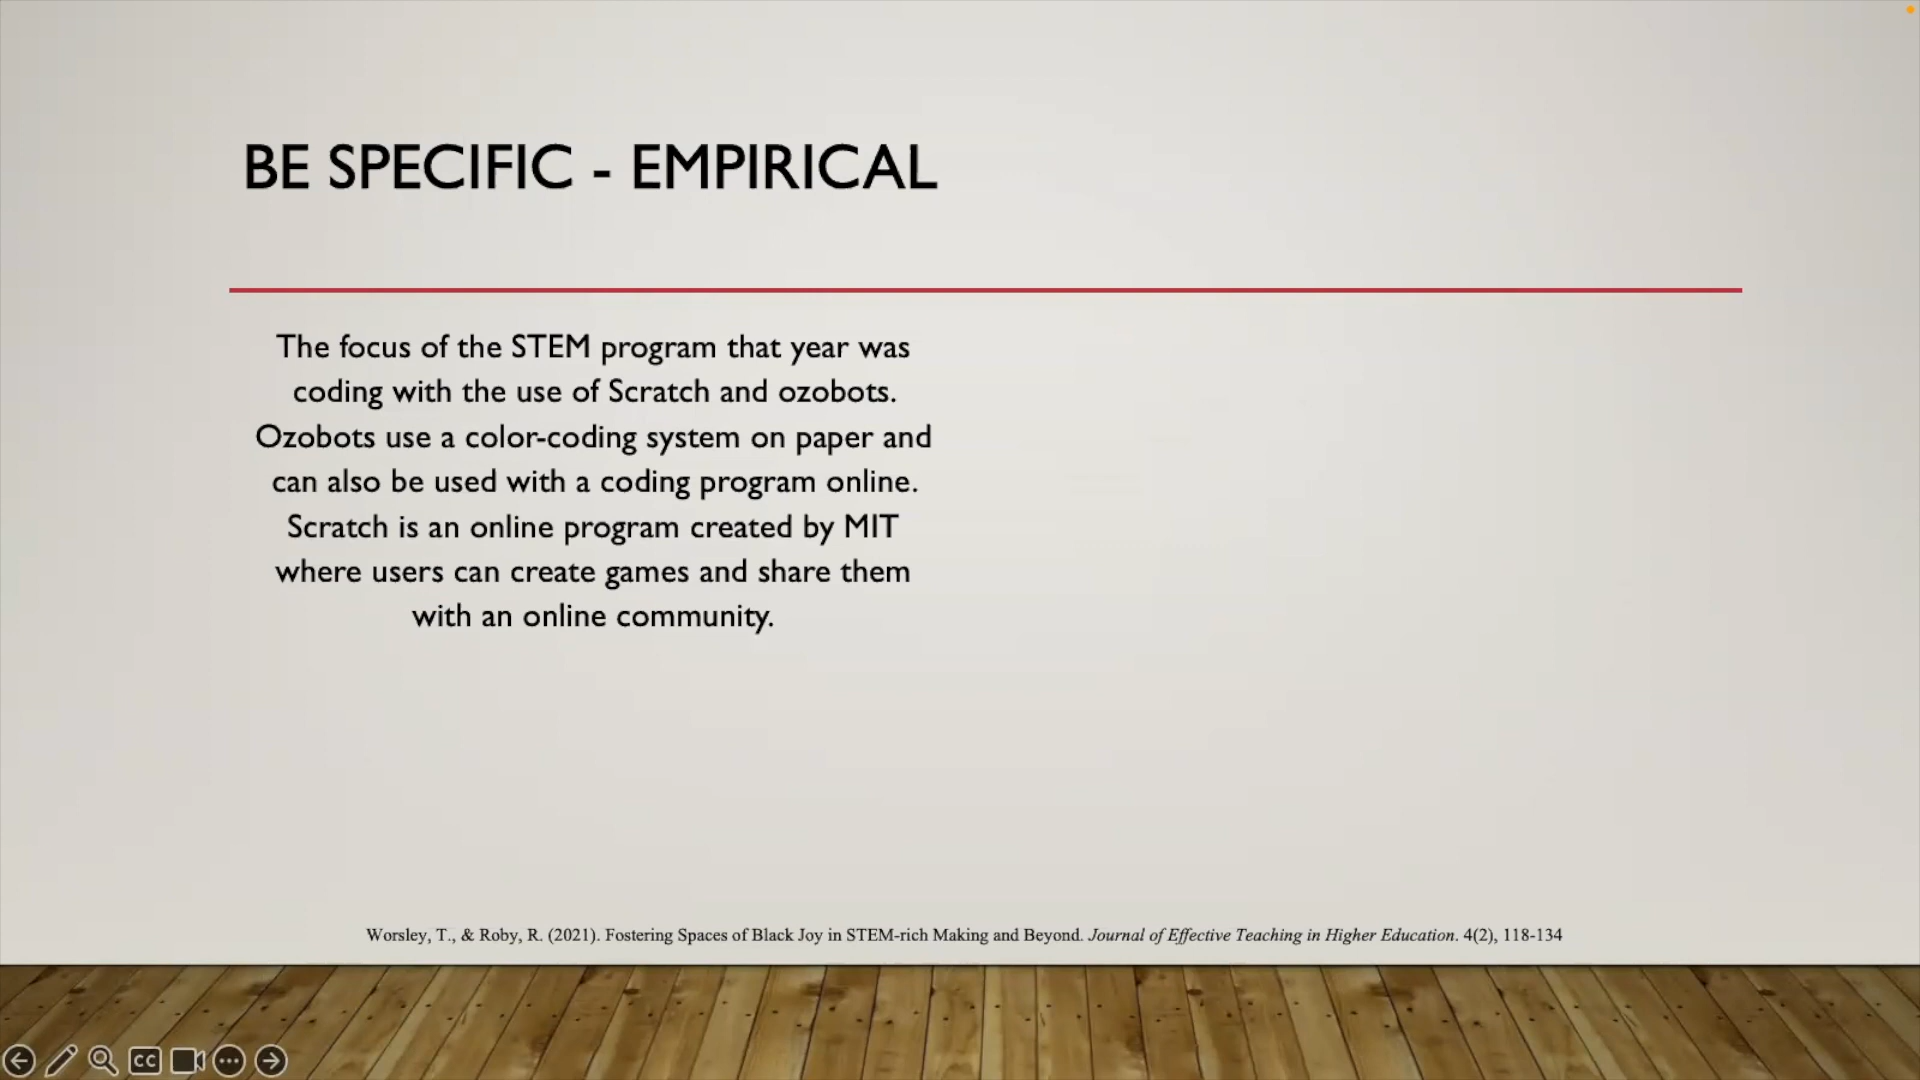 BE SPECIFIC - EMPIRICAL
The focus of the STEM program that year was
coding with the use of Scratch and ozobots.
Ozobots use a color-coding system on paper and
can also be used with a coding program online.
Scratch is an online program created by MIT
where users can create games and share them
with an online community.
Worsley, T., & Roby, R. (2021). Fostering Spaces of Black Joy in STEM-rich Making and Beyond. Journal of Effective Teaching in Higher Education. 4(2), 118-134
CC